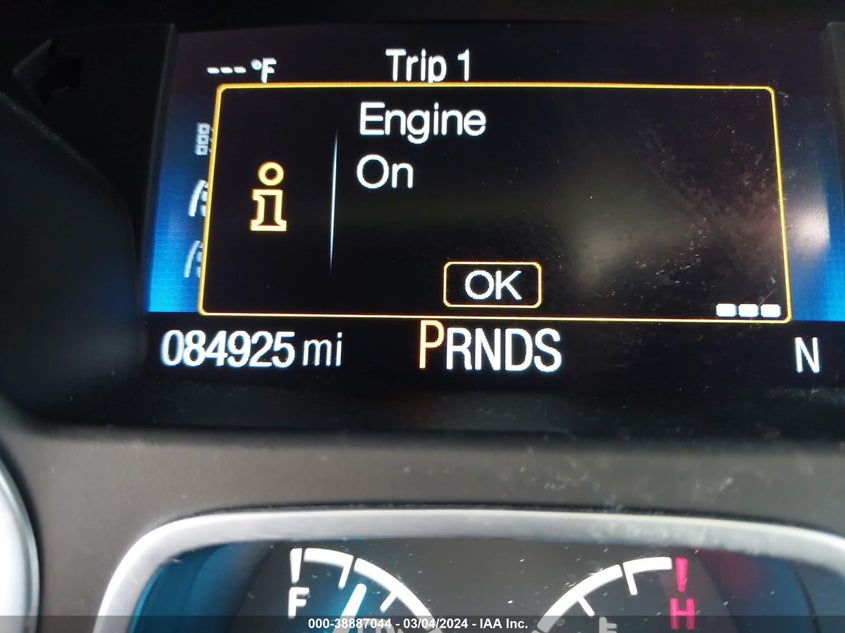 --- °F Trip 1
Engine
On
OK
084925 mi PRNDS N
F H
000-38887044 - 03/04/2024 - IAA Inc.